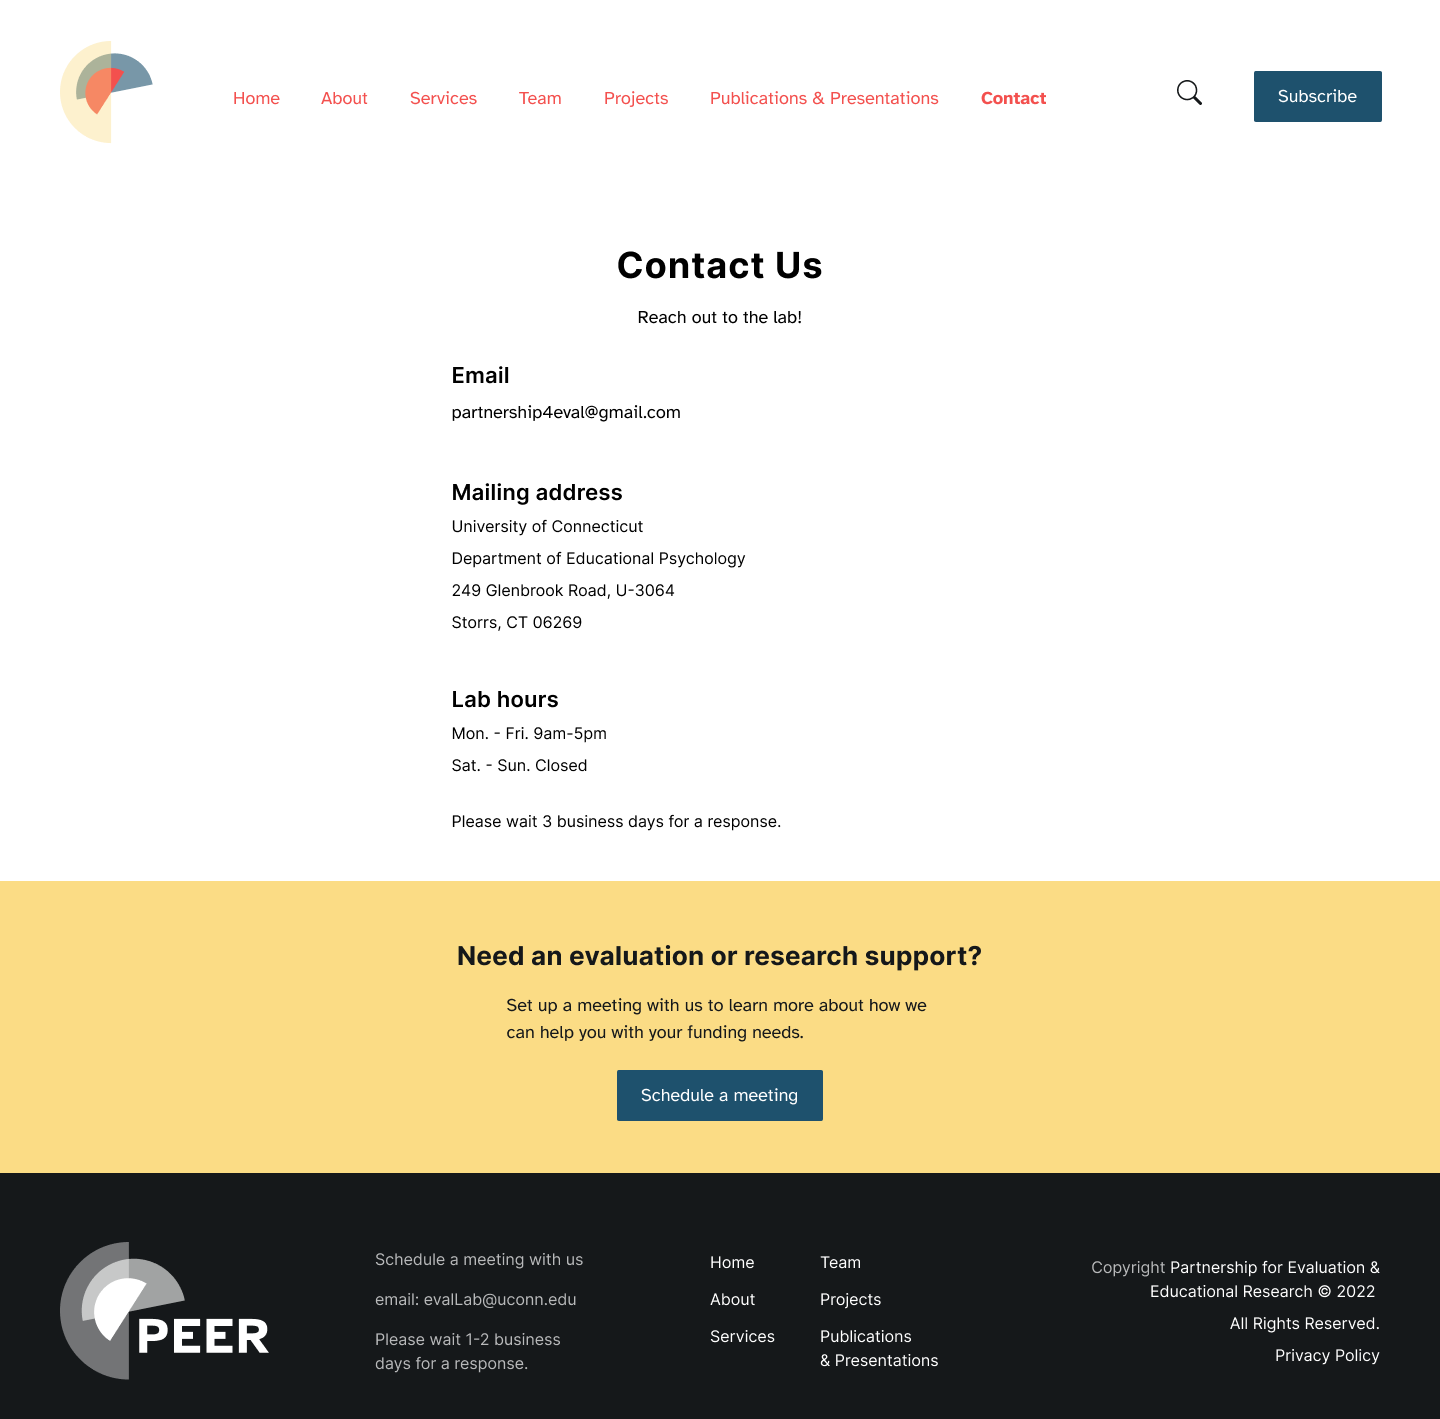 Home About Services Team Projects Publications & Presentations Contact Subscribe
Contact Us
Reach out to the lab!
Email
partnership4eval@gmail.com
Mailing address
University of Connecticut
Department of Educational Psychology
249 Glenbrook Road, U-3064
Storrs, CT 06269
Lab hours
Mon. - Fri. 9am-5pm
Sat. - Sun. Closed
Please wait 3 business days for a response.
Need an evaluation or research support?
Set up a meeting with us to learn more about how we
can help you with your funding needs.
Schedule a meeting
PEER
Schedule a meeting with us
email: evalLab@uconn.edu
Please wait 1-2 business
days for a response.
Home
About
Services
Team
Projects
Publications
& Presentations
Copyright Partnership for Evaluation &
Educational Research © 2022
All Rights Reserved.
Privacy Policy